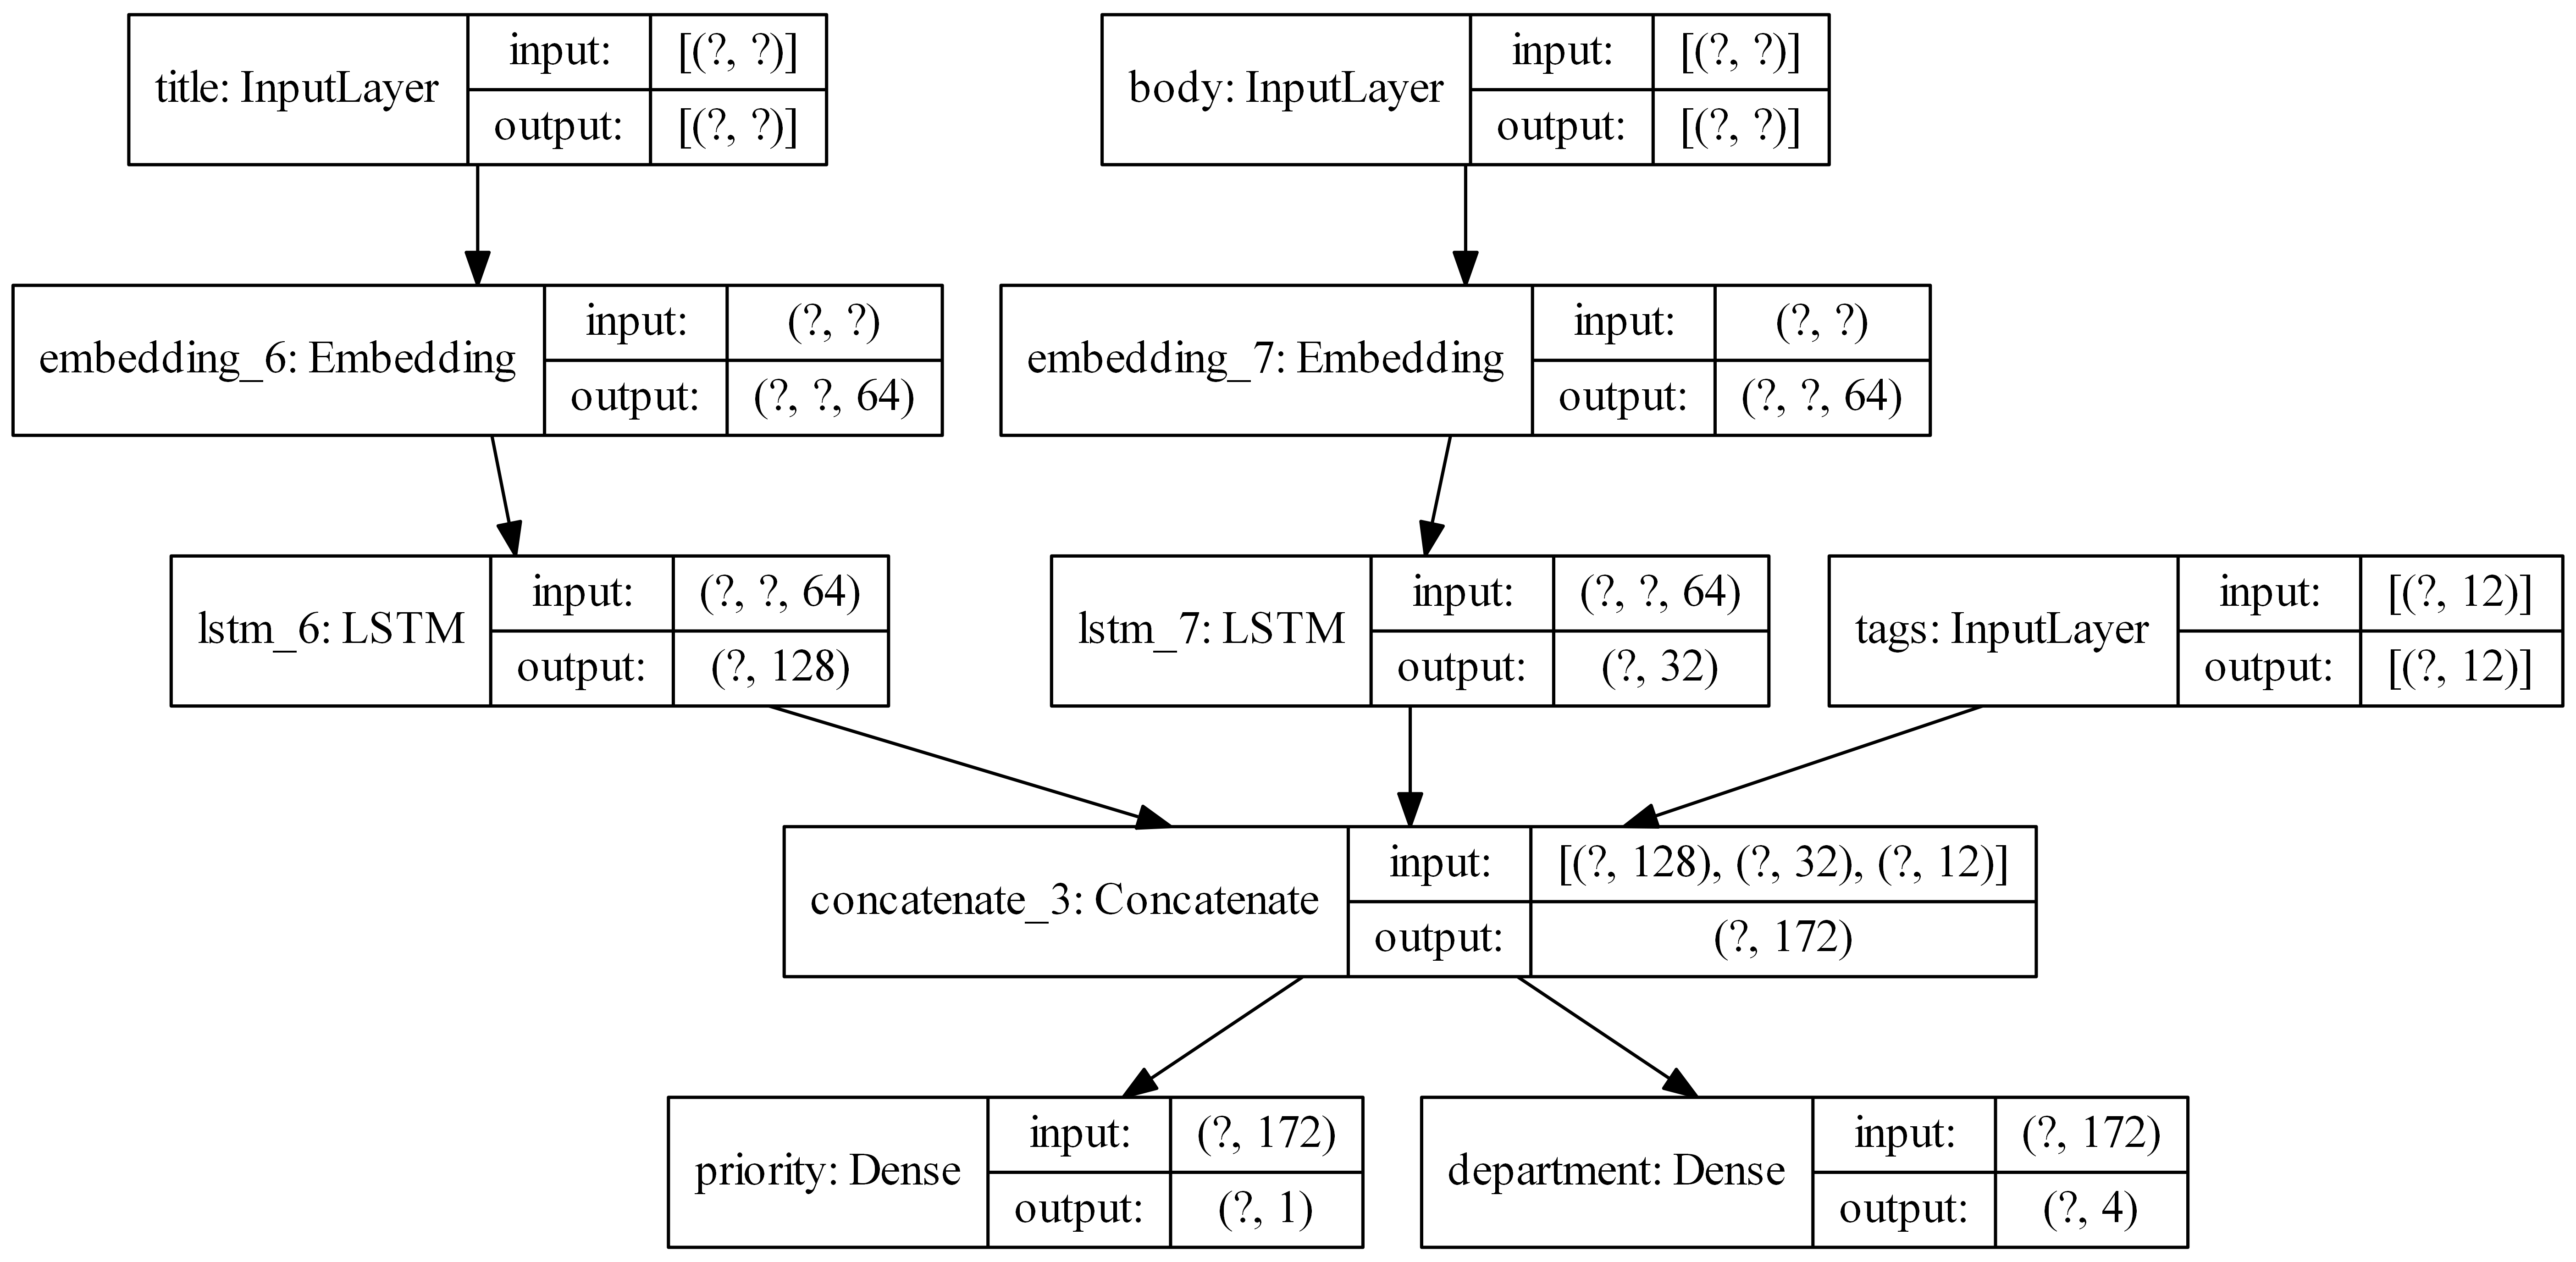 title: InputLayer
input: [(?, ?)]
output: [(?, ?)]
body: InputLayer
input: [(?, ?)]
output: [(?, ?)]
embedding_6: Embedding
input: (?, ?)
output: (?, ?, 64)
embedding_7: Embedding
input: (?, ?)
output: (?, ?, 64)
lstm_6: LSTM
input: (?, ?, 64)
output: (?, 128)
lstm_7: LSTM
input: (?, ?, 64)
output: (?, 32)
tags: InputLayer
input: [(?, 12)]
output: [(?, 12)]
concatenate_3: Concatenate
input: [(?, 128), (?, 32), (?, 12)]
output: (?, 172)
priority: Dense
input: (?, 172)
output: (?, 1)
department: Dense
input: (?, 172)
output: (?, 4)